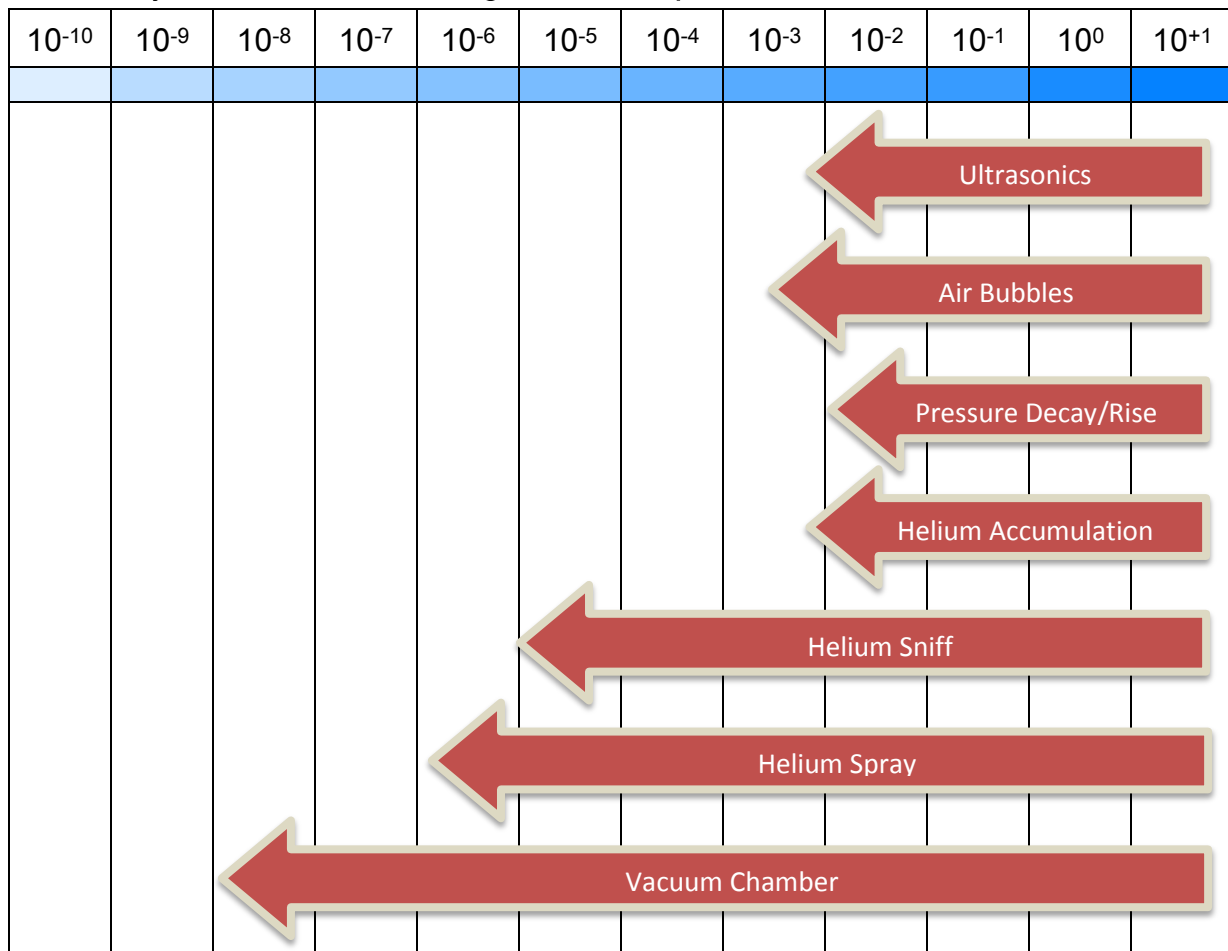 10⁻¹⁰ 10⁻⁹ 10⁻⁸ 10⁻⁷ 10⁻⁶ 10⁻⁵ 10⁻⁴ 10⁻³ 10⁻² 10⁻¹ 10⁰ 10⁺¹
Ultrasonics
Air Bubbles
Pressure Decay/Rise
Helium Accumulation
Helium Sniff
Helium Spray
Vacuum Chamber